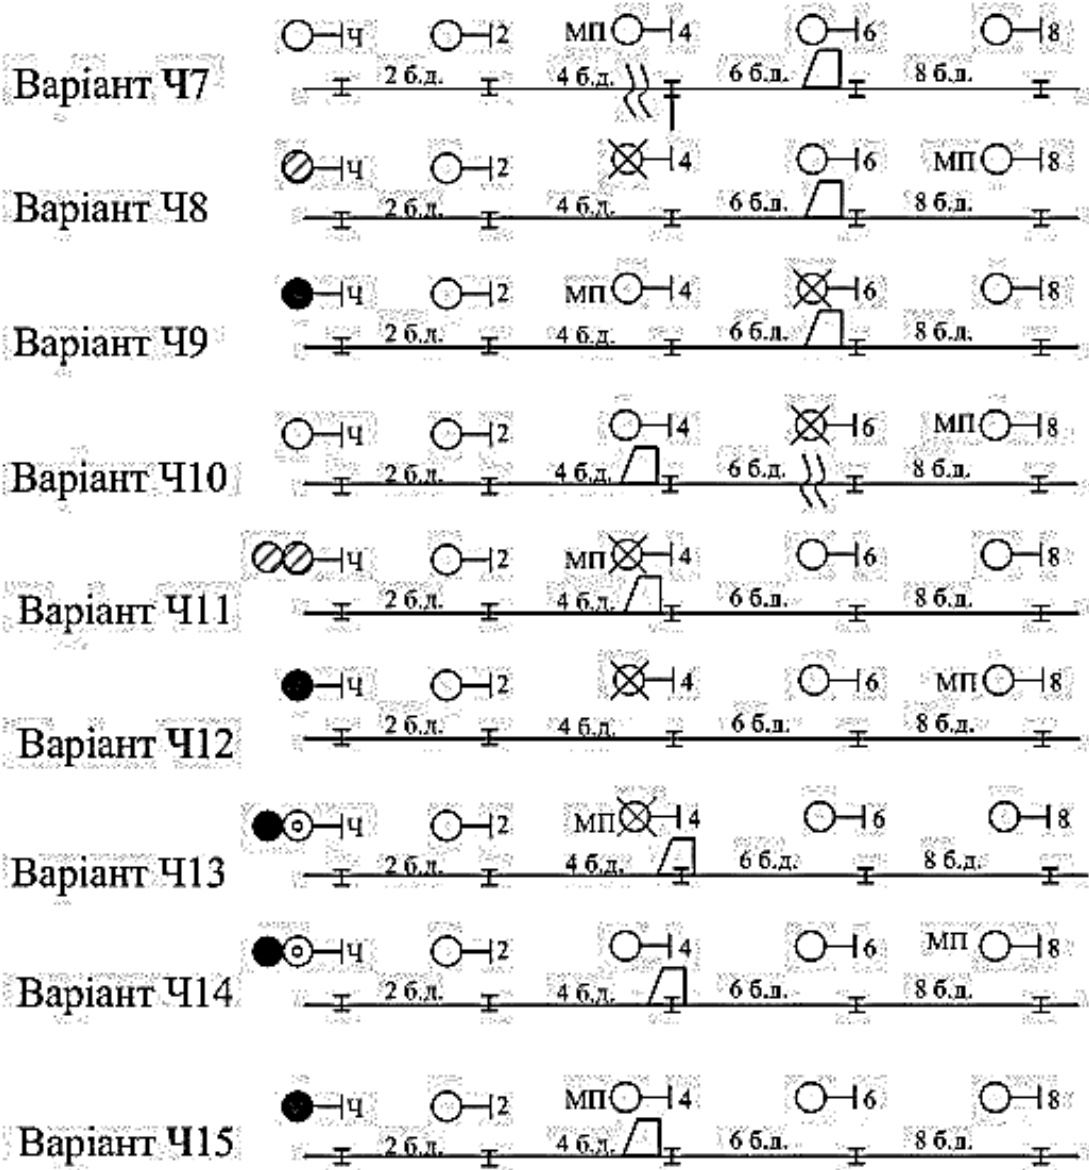 Ч 2 МП 4 6 8
Варіант Ч7 2 б.д. 4 б.д. 6 б.д. 8 б.д.
Ч 2 4 6 МП 8
Варіант Ч8 2 б.д. 4 б.д. 6 б.д. 8 б.д.
Ч 2 МП 4 6 8
Варіант Ч9 2 б.д. 4 б.д. 6 б.д. 8 б.д.
Ч 2 4 6 МП 8
Варіант Ч10 2 б.д. 4 б.д. 6 б.д. 8 б.д.
Ч 2 МП 4 6 8
Варіант Ч11 2 б.д. 4 б.д. 6 б.д. 8 б.д.
Ч 2 4 6 МП 8
Варіант Ч12 2 б.д. 4 б.д. 6 б.д. 8 б.д.
Ч 2 МП 4 6 8
Варіант Ч13 2 б.д. 4 б.д. 6 б.д. 8 б.д.
Ч 2 4 6 МП 8
Варіант Ч14 2 б.д. 4 б.д. 6 б.д. 8 б.д.
Ч 2 МП 4 6 8
Варіант Ч15 2 б.д. 4 б.д. 6 б.д. 8 б.д.